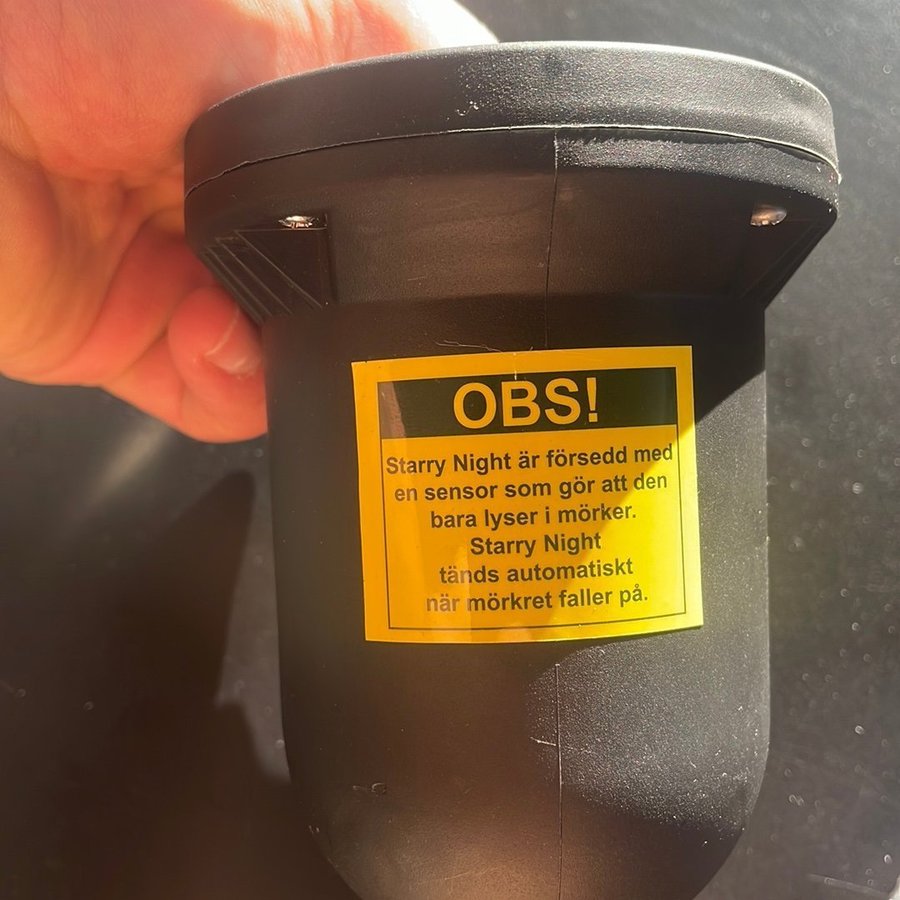 OBS!
Starry Night är försedd med
en sensor som gör att den
bara lyser i mörker.
Starry Night
tänds automatiskt
när mörkret faller på.